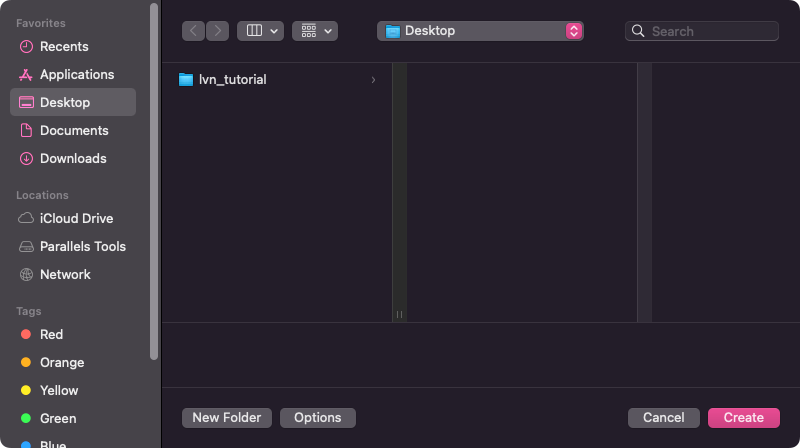 Favorites
Recents
Applications
Desktop
Documents
Downloads
Locations
iCloud Drive
Parallels Tools
Network
Tags
Red
Orange
Yellow
Green
Blue
Desktop
Search
lvn_tutorial
New Folder
Options
Cancel
Create